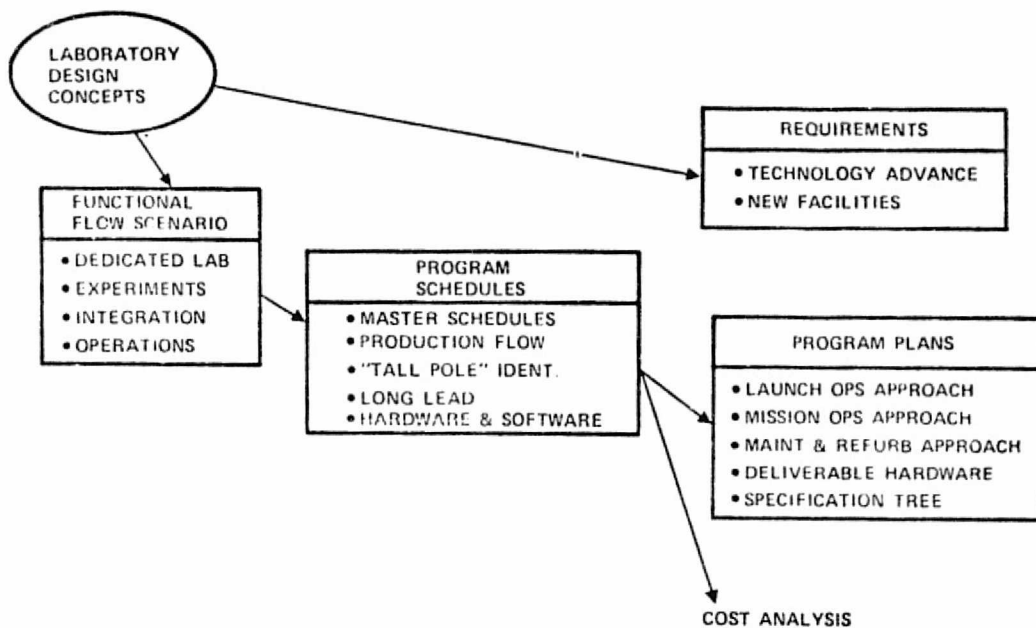 LABORATORY
DESIGN
CONCEPTS
REQUIREMENTS
• TECHNOLOGY ADVANCE
• NEW FACILITIES
FUNCTIONAL
FLOW SCENARIO
• DEDICATED LAB
• EXPERIMENTS
• INTEGRATION
• OPERATIONS
PROGRAM
SCHEDULES
• MASTER SCHEDULES
• PRODUCTION FLOW
• "TALL POLE" IDENT.
• LONG LEAD
• HARDWARE & SOFTWARE
PROGRAM PLANS
• LAUNCH OPS APPROACH
• MISSION OPS APPROACH
• MAINT & REFURB APPROACH
• DELIVERABLE HARDWARE
• SPECIFICATION TREE
COST ANALYSIS